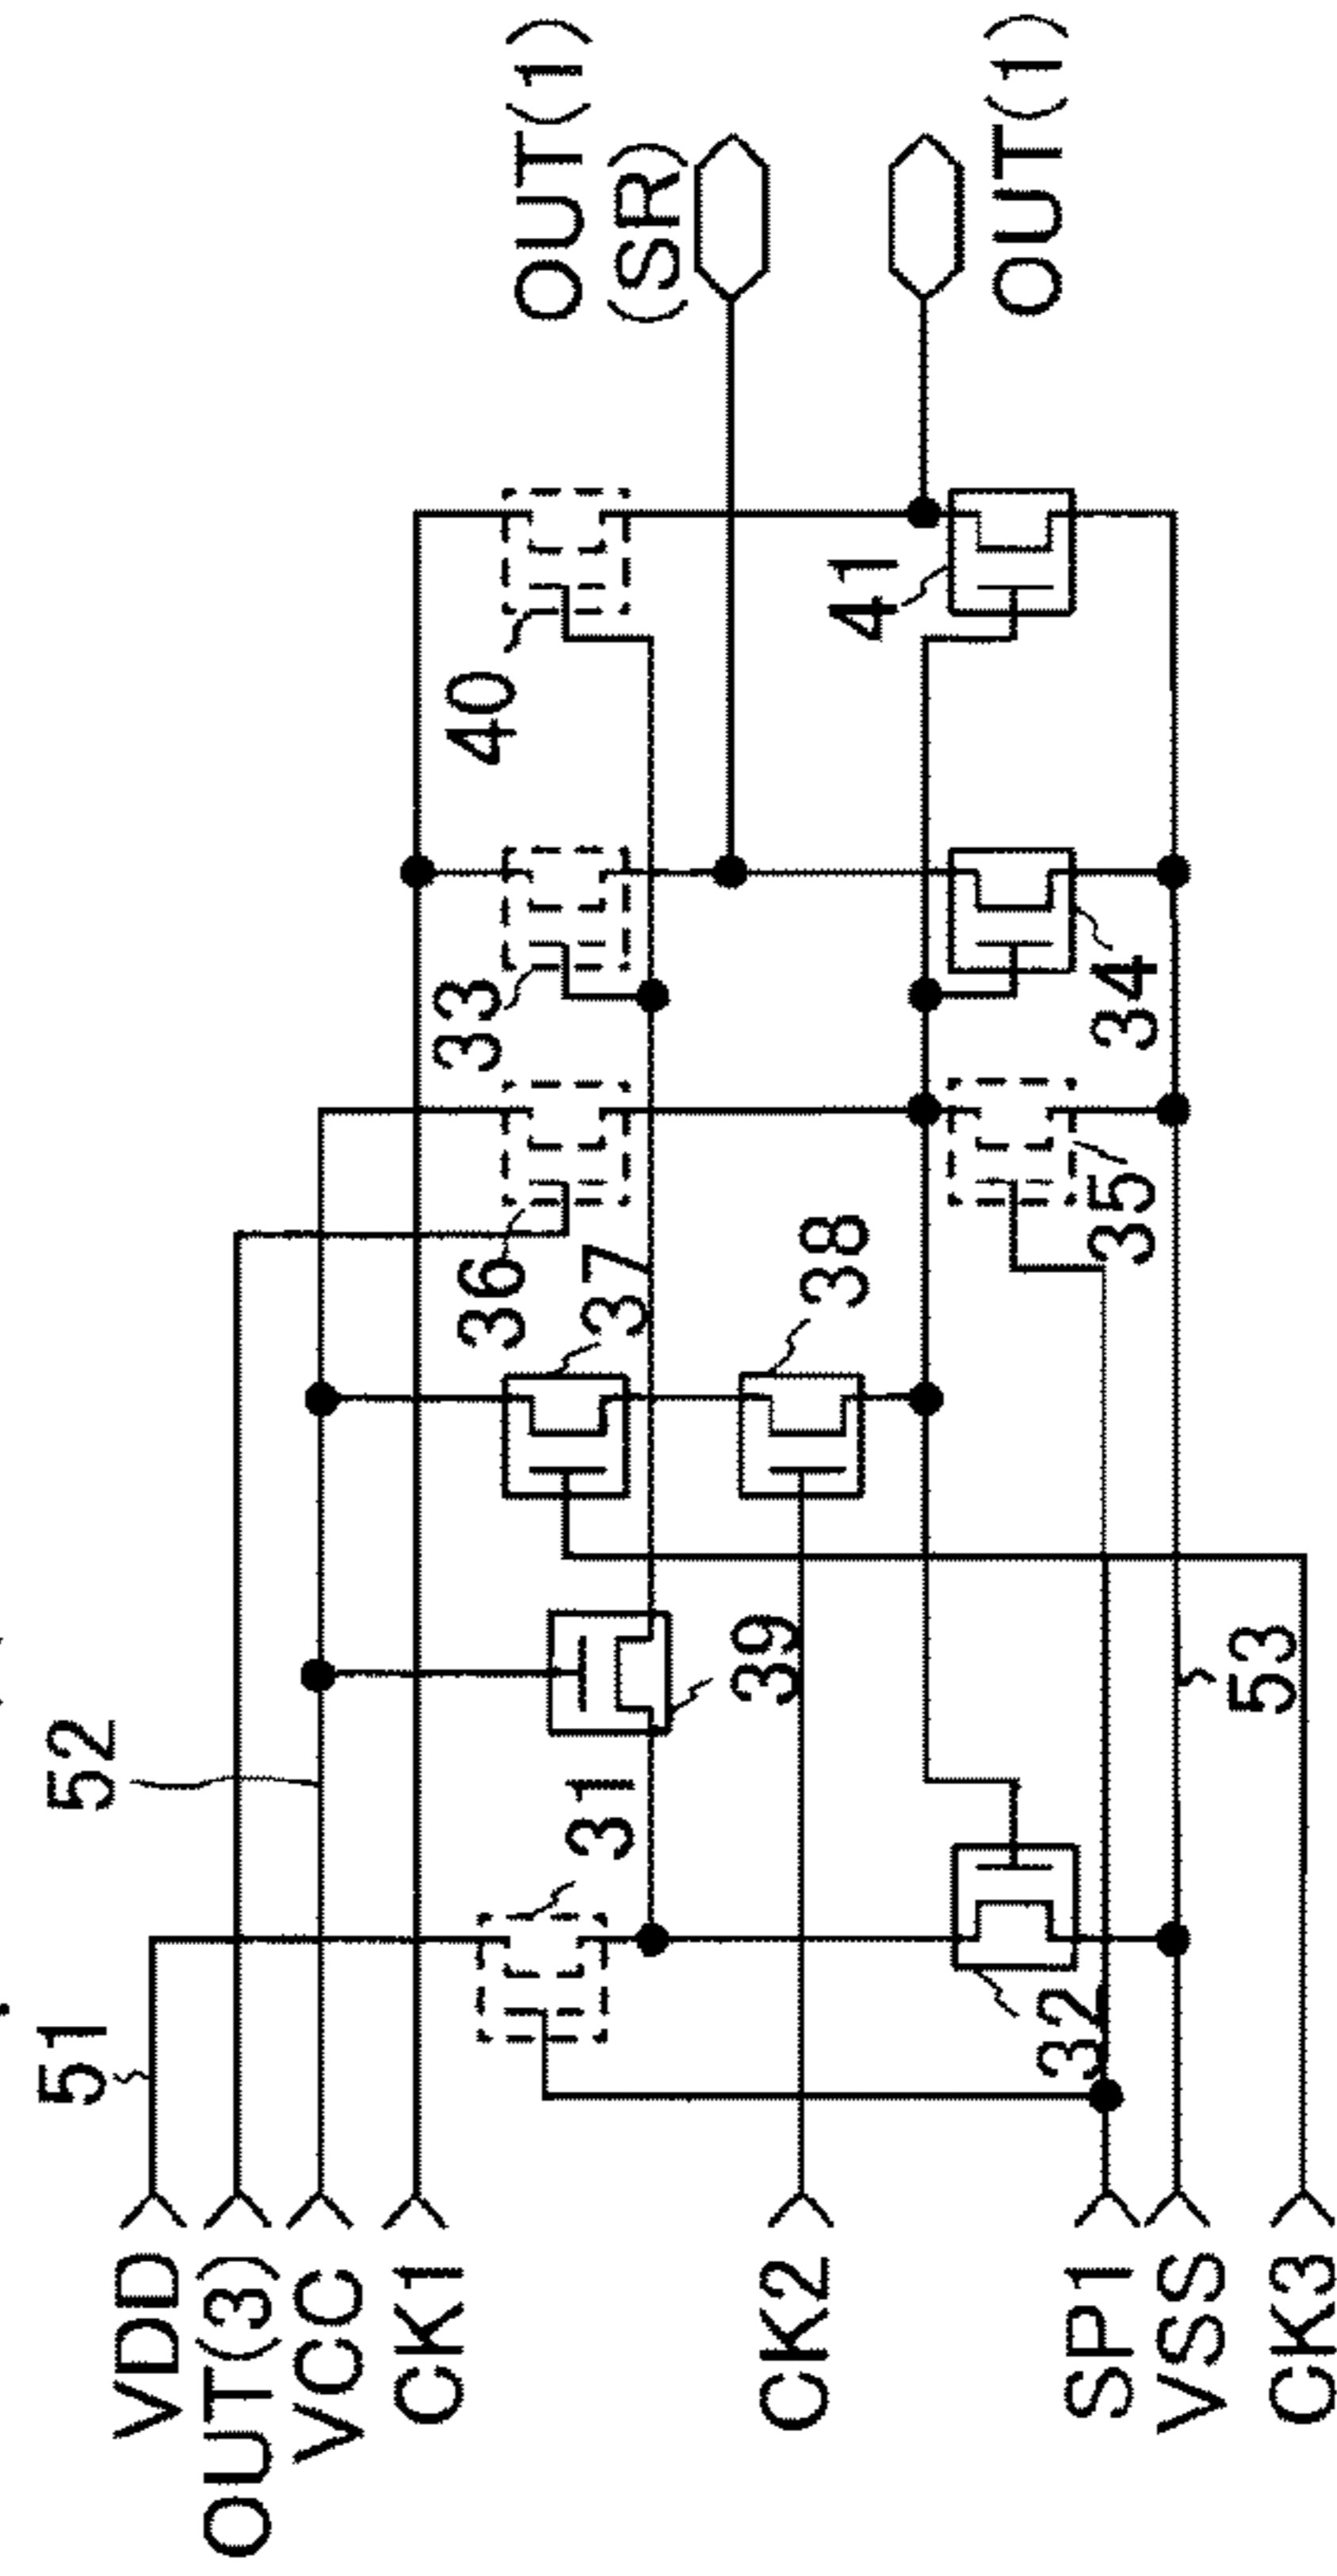 VDD
OUT(3)
VCC
CK1
CK2
SP1
VSS
CK3
51
52
31
32
39
53
37
38
36
35
33
34
40
41
OUT(1)
(SR)
OUT(1)